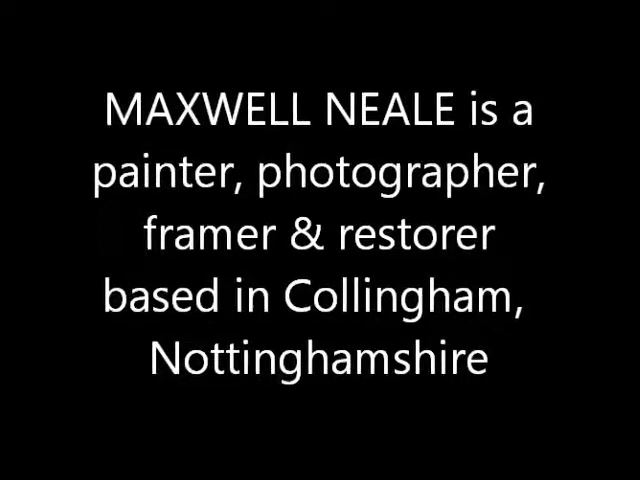 MAXWELL NEALE is a
painter, photographer,
framer & restorer
based in Collingham,
Nottinghamshire